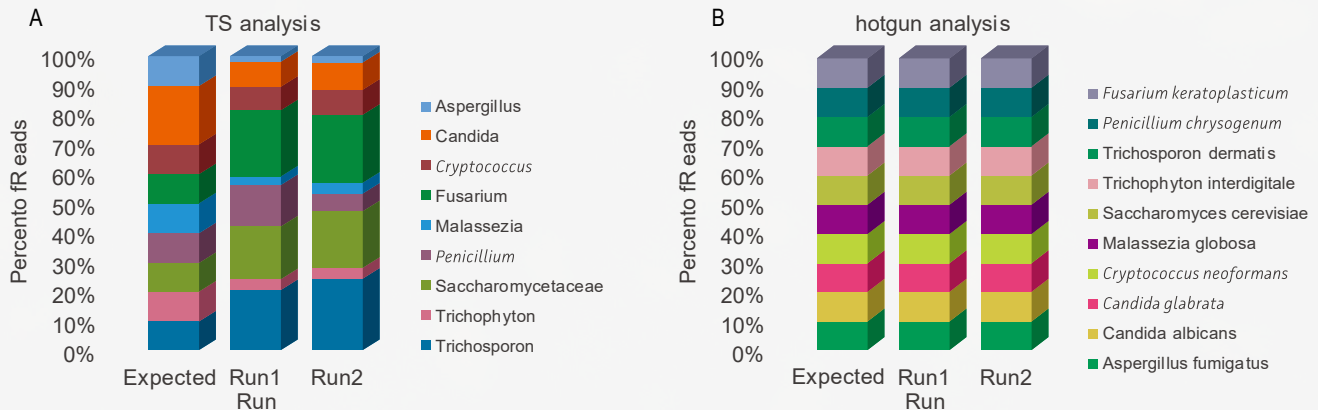 A
TS analysis
Percento fR eads
100%
90%
80%
70%
60%
50%
40%
30%
20%
10%
0%
Expected
Run1
Run2
Run
Aspergillus
Candida
Cryptococcus
Fusarium
Malassezia
Penicillium
Saccharomycetaceae
Trichophyton
Trichosporon
B
hotgun analysis
Percento fR eads
100%
90%
80%
70%
60%
50%
40%
30%
20%
10%
0%
Expected
Run1
Run2
Run
Fusarium keratoplasticum
Penicillium chrysogenum
Trichosporon dermatis
Trichophyton interdigitale
Saccharomyces cerevisiae
Malassezia globosa
Cryptococcus neoformans
Candida glabrata
Candida albicans
Aspergillus fumigatus